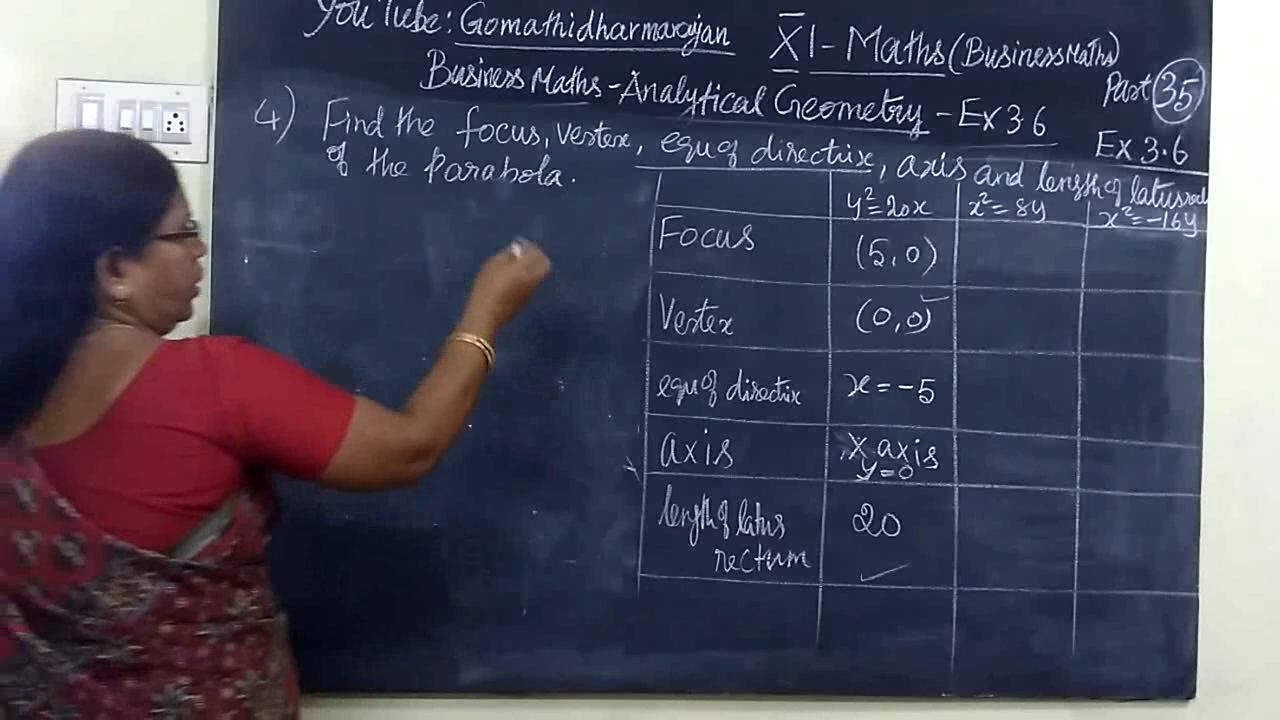 YouTube: Gomathidharmarajan XI - Maths (Business Maths)
Business Maths - Analytical Geometry - Ex 3.6 Part 35
4) Find the focus, vertex, equ of directrix, axis and length of latus rectum Ex 3.6
of the Parabola.
y²=20x x²=8y x²=-16y
Focus (5,0)
Vertex (0,0)
equ of directrix x = -5
axis X axis
y=0
length of latus 20
rectum